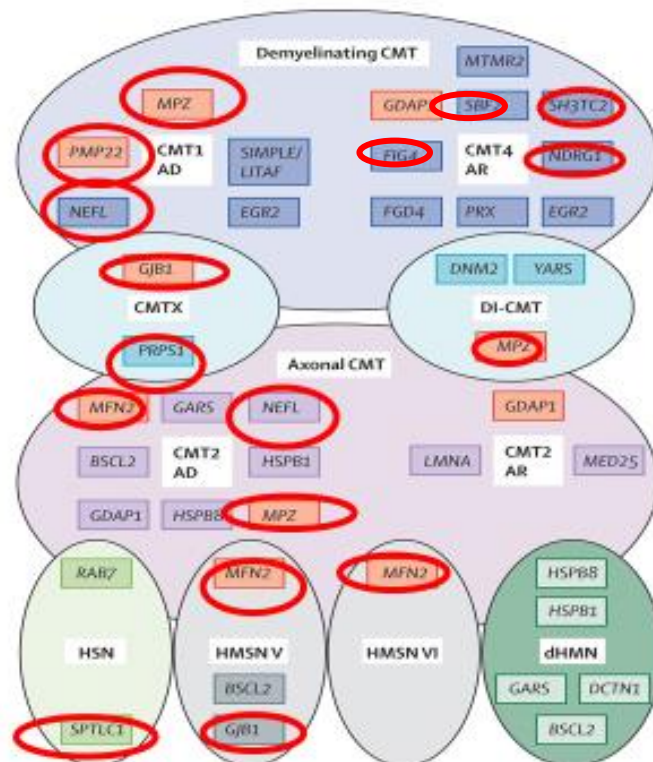 Demyelinating CMT
MTMR2
MPZ
GDAP
SBF2
SH3TC2
PMP22
CMT1
AD
SIMPLE/
LITAF
FIG4
CMT4
AR
NDRG1
NEFL
EGR2
FGD4
PRX
EGR2
GJB1
CMTX
PRPS1
DNM2
YARS
DI-CMT
MPZ
Axonal CMT
MFN2
GARS
NEFL
GDAP1
BSCL2
CMT2
AD
HSPB1
LMNA
CMT2
AR
MED25
GDAP1
HSPB8
MPZ
RAB7
HSN
SPTLC1
MFN2
HMSN V
BSCL2
GJB1
MFN2
HMSN VI
HSPB8
HSPB1
dHMN
GARS
DCTN1
BSCL2